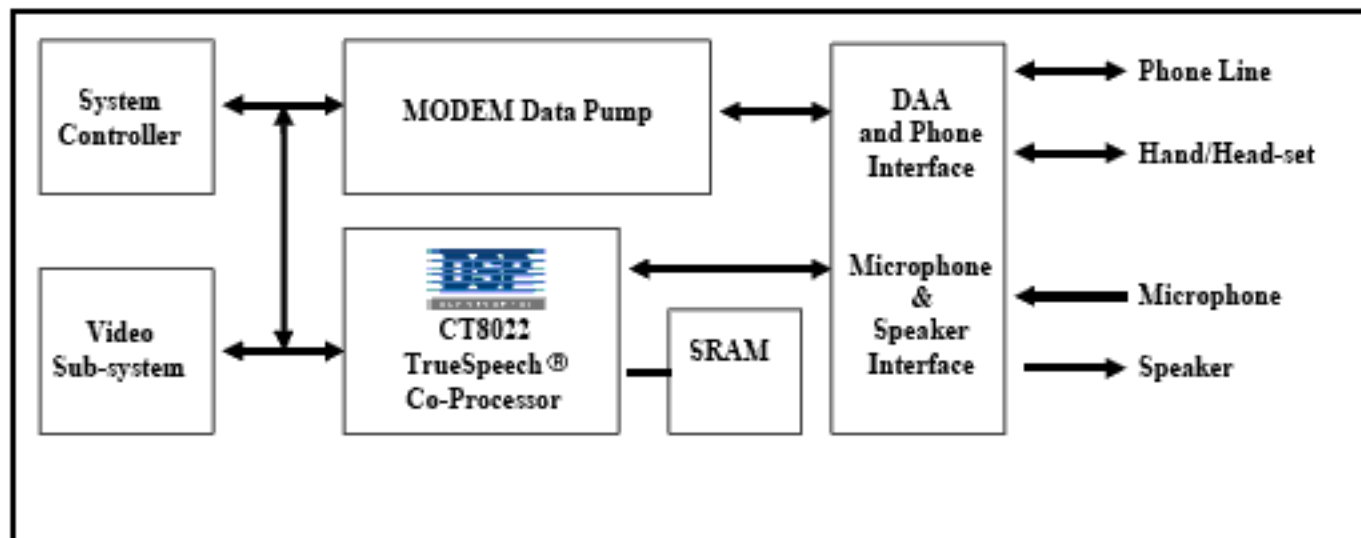 System
Controller
MODEM Data Pump
DAA
and Phone
Interface
Phone Line
Hand/Head-set
Video
Sub-system
DSP
CT8022
TrueSpeech ®
Co-Processor
SRAM
Microphone
&
Speaker
Interface
Microphone
Speaker